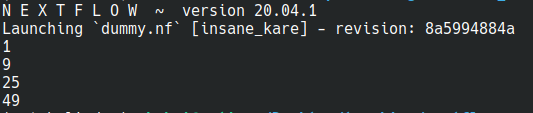 N E X T F L O W  ~  version 20.04.1
Launching `dummy.nf` [insane_kare] - revision: 8a5994884a
1
9
25
49